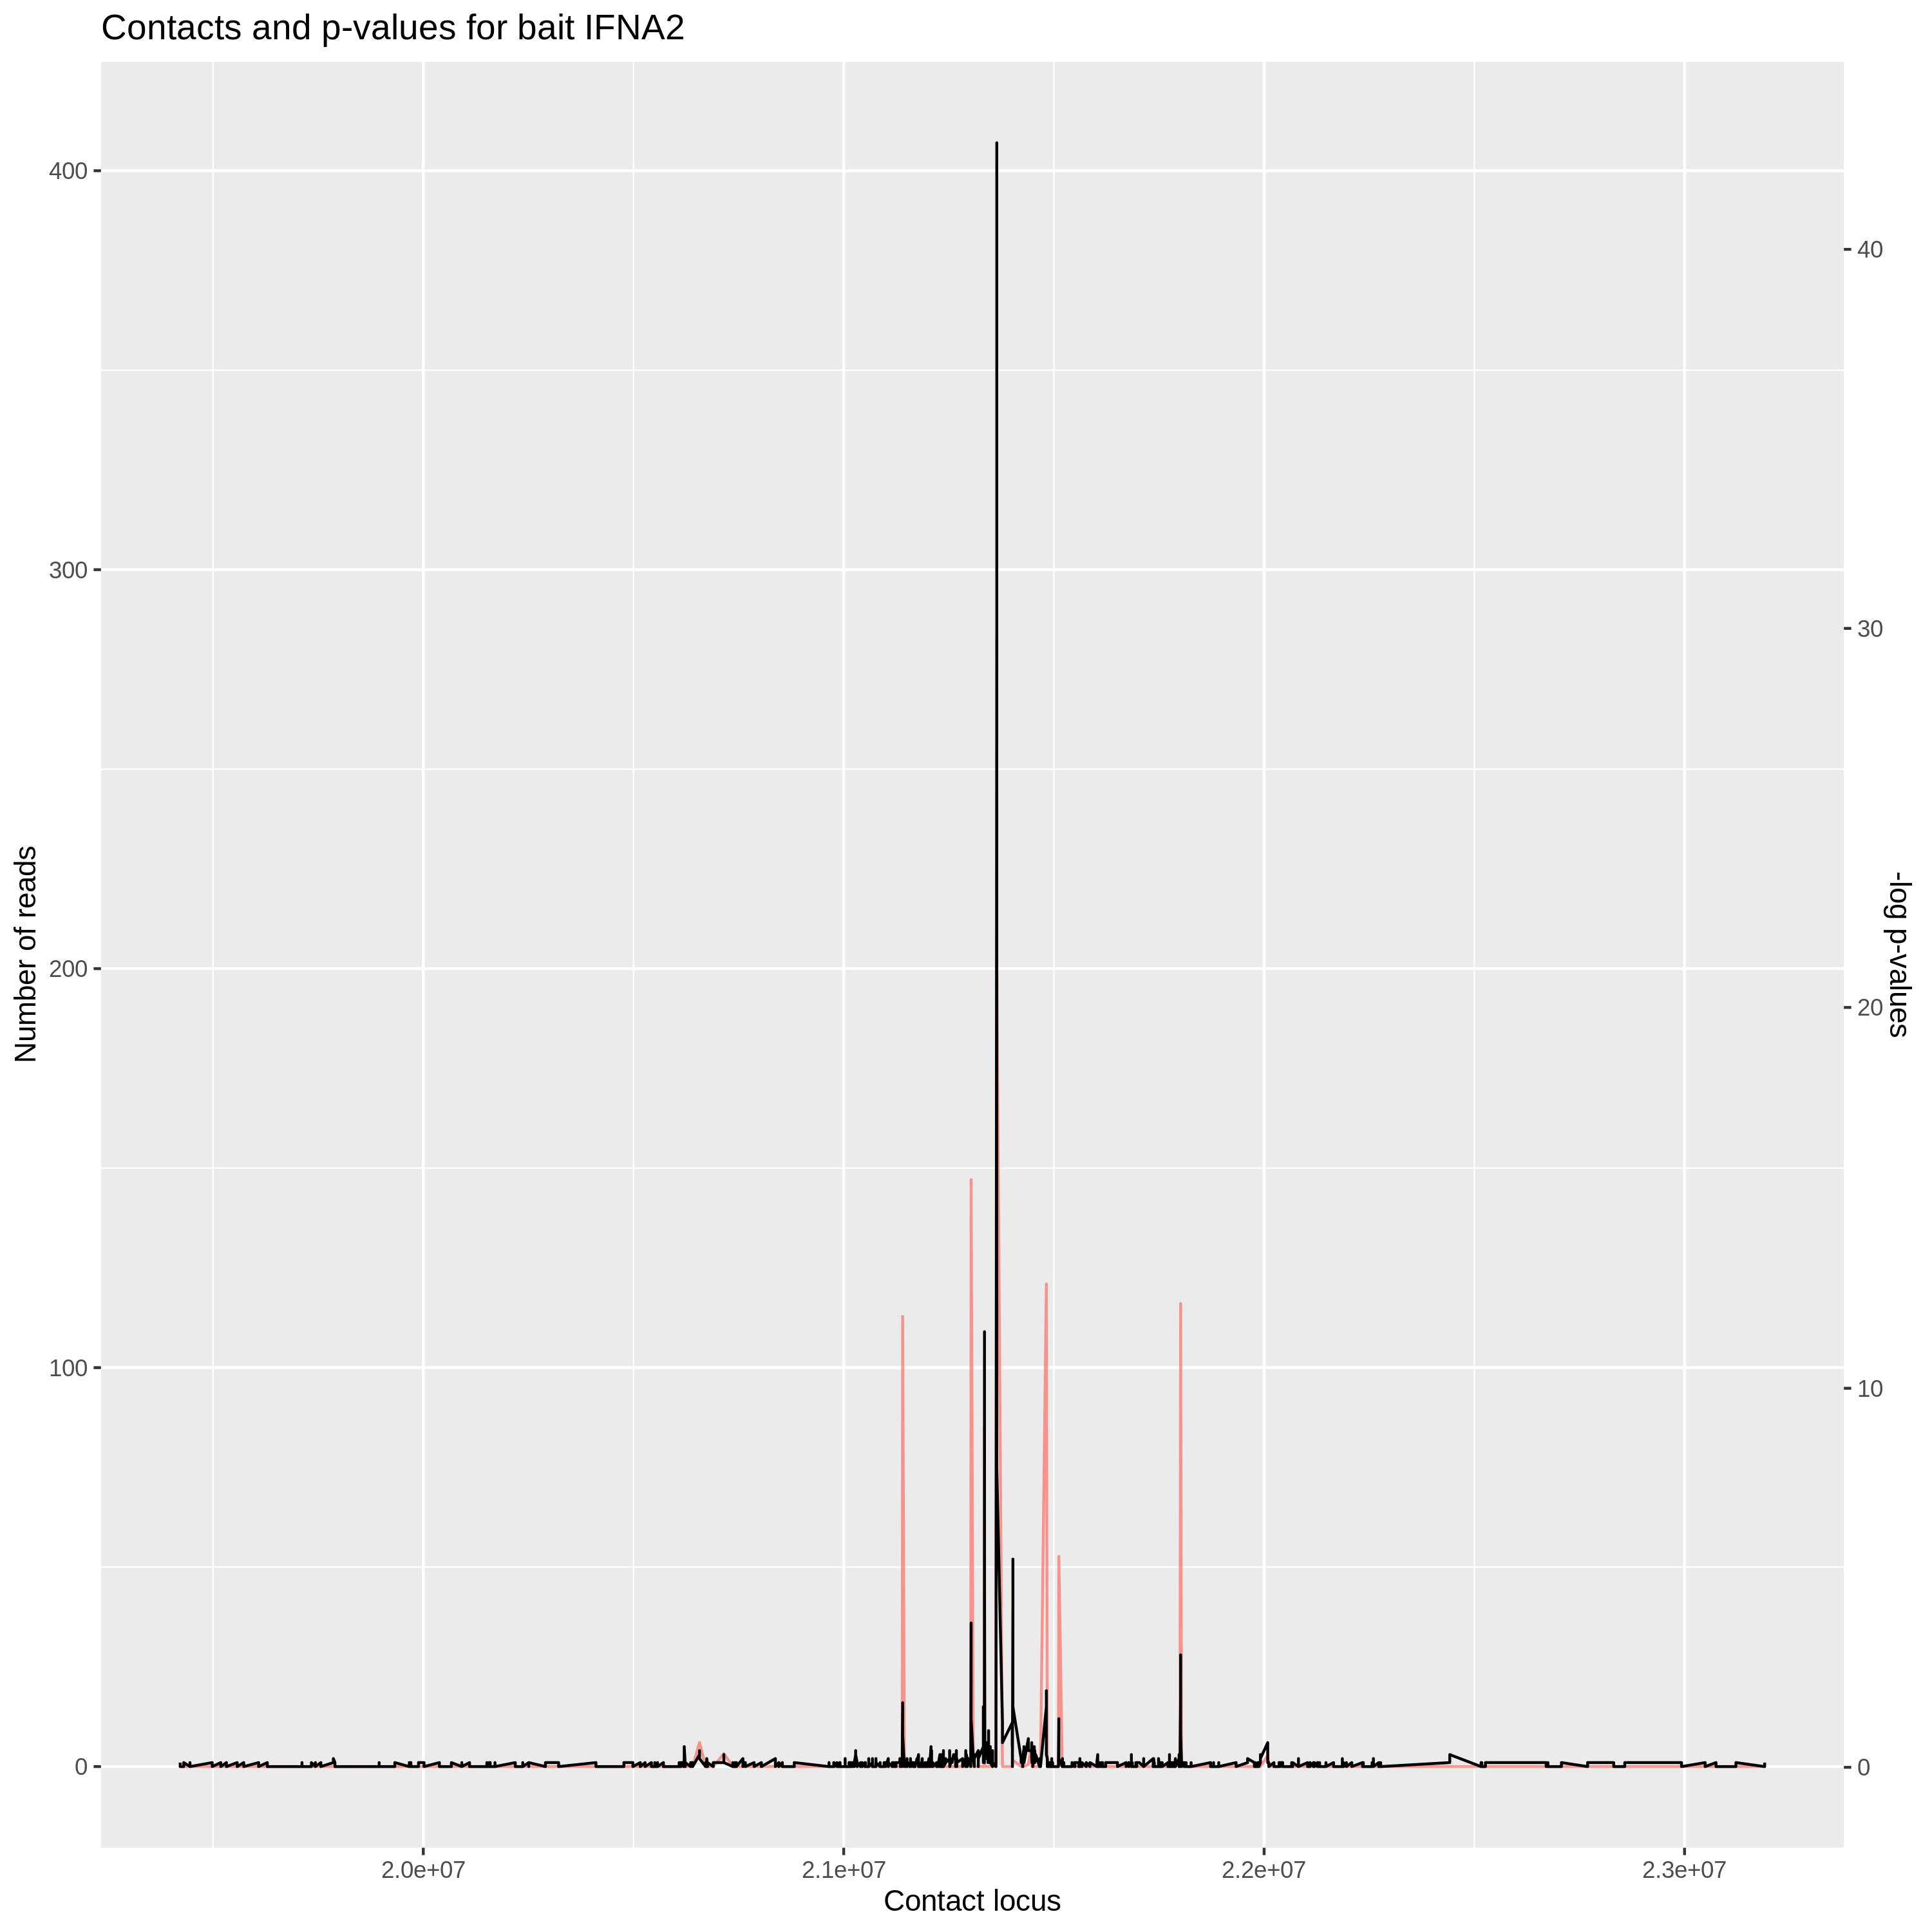 Contacts and p-values for bait IFNA2
400
300
200
100
0
Number of reads
40
30
20
10
0
-log p-values
2.0e+07
2.1e+07
2.2e+07
2.3e+07
Contact locus